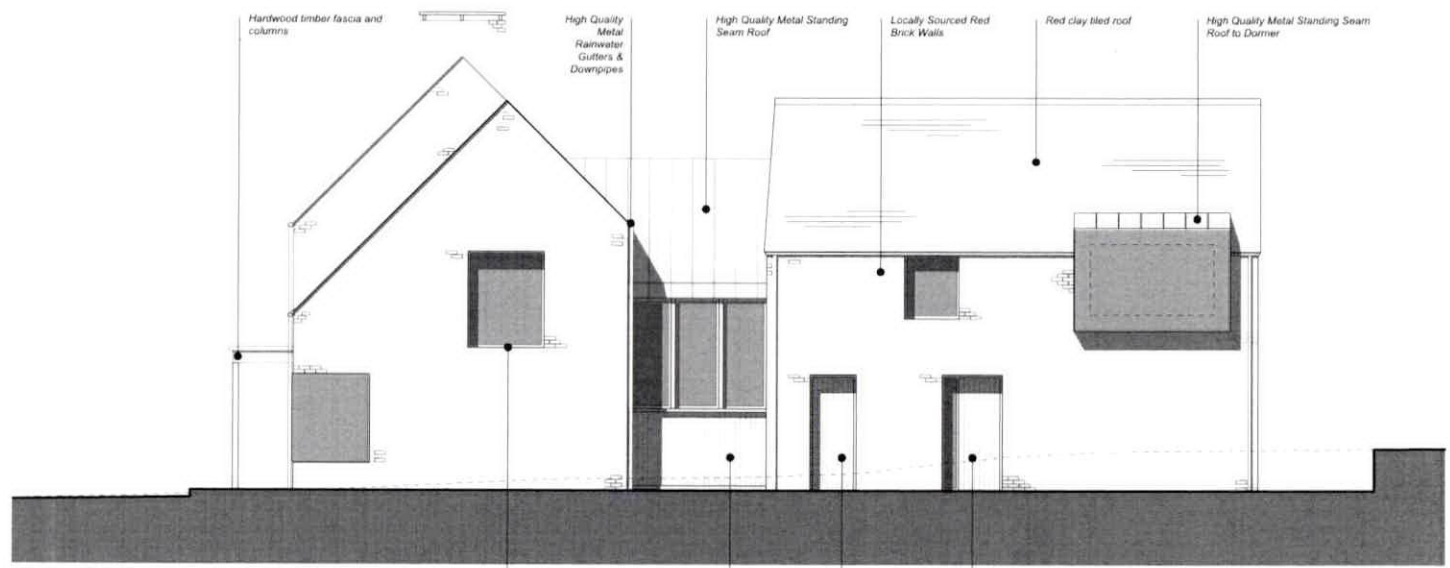 Hardwood timber fascia and
columns
High Quality
Metal
Rainwater
Gutters &
Downpipes
High Quality Metal Standing
Seam Roof
Locally Sourced Red
Brick Walls
Red clay tiled roof
High Quality Metal Standing Seam
Roof to Dormer